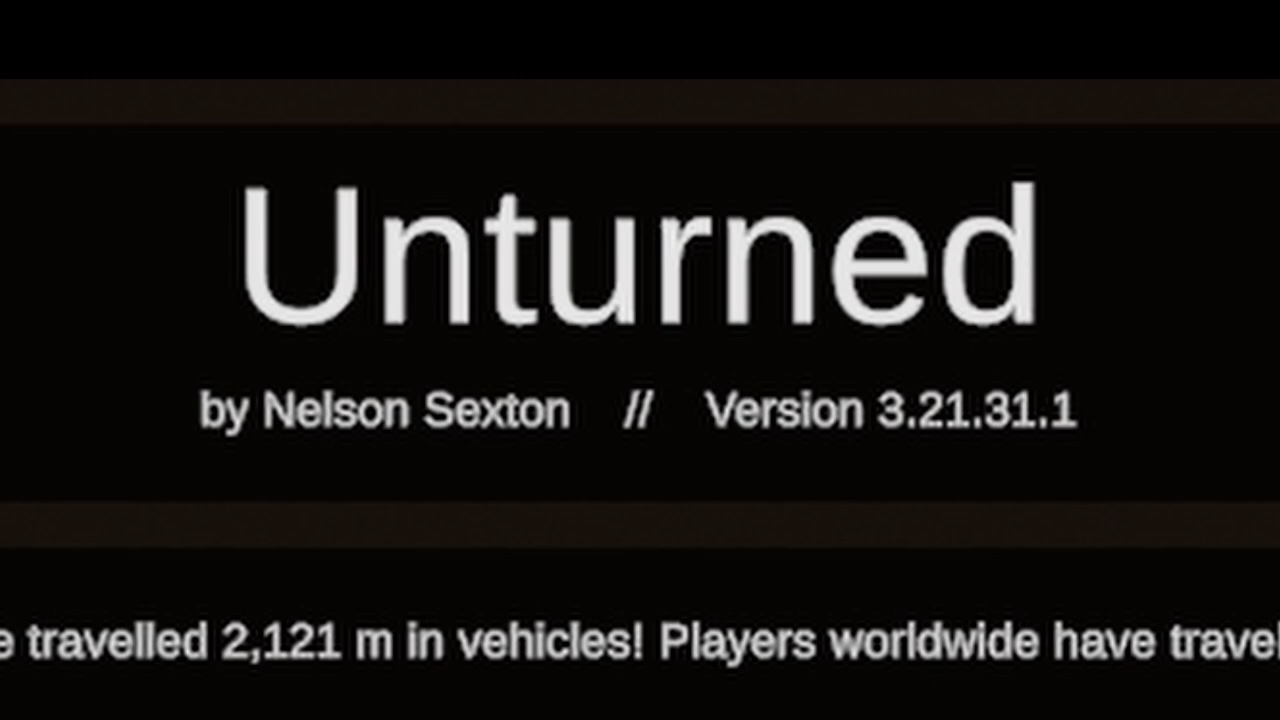 Unturned
by Nelson Sexton // Version 3.21.31.1
travelled 2,121 m in vehicles! Players worldwide have